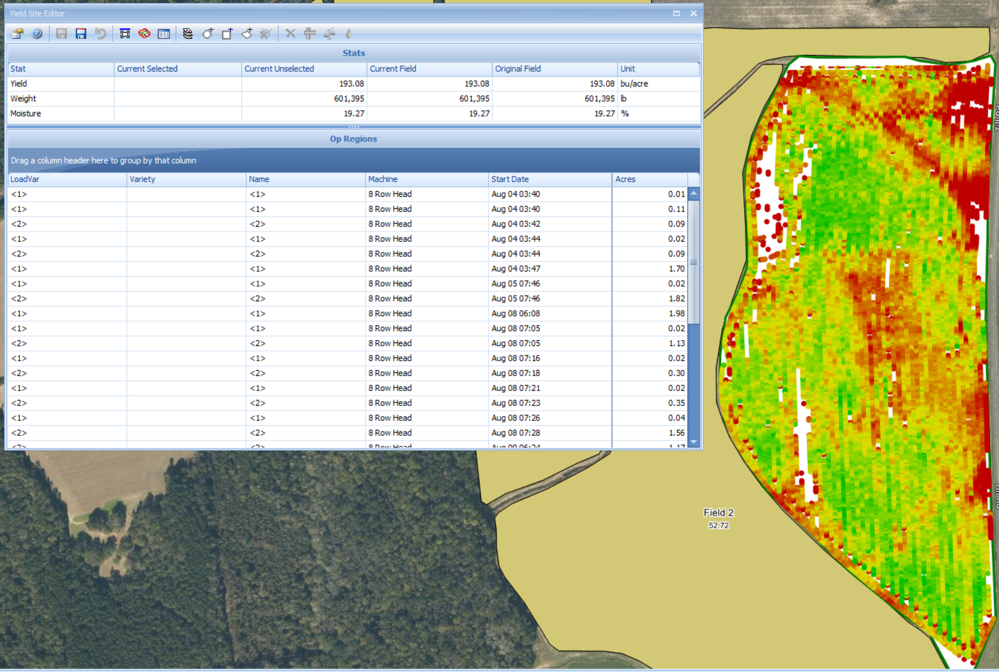 Yield Site Editor
Stats
Stat Current Selected Current Unselected Current Field Original Field Unit
Yield 193.08 193.08 193.08 bu/acre
Weight 601,395 601,395 601,395 lb
Moisture 19.27 19.27 19.27 %
Op Regions
Drag a column header here to group by that column
LoadVar Variety Name Machine Start Date Acres
<1> <1> 8 Row Head Aug 04 03:40 0.01
<1> <1> 8 Row Head Aug 04 03:40 0.11
<2> <2> 8 Row Head Aug 04 03:42 0.09
<1> <1> 8 Row Head Aug 04 03:44 0.02
<2> <2> 8 Row Head Aug 04 03:44 0.09
<1> <1> 8 Row Head Aug 04 03:47 1.70
<1> <1> 8 Row Head Aug 05 07:46 0.02
<2> <2> 8 Row Head Aug 05 07:46 1.82
<1> <1> 8 Row Head Aug 08 06:08 1.98
<1> <1> 8 Row Head Aug 08 07:05 0.02
<2> <2> 8 Row Head Aug 08 07:05 1.13
<1> <1> 8 Row Head Aug 08 07:16 0.02
<2> <2> 8 Row Head Aug 08 07:18 0.30
<1> <1> 8 Row Head Aug 08 07:21 0.02
<2> <2> 8 Row Head Aug 08 07:23 0.35
<1> <1> 8 Row Head Aug 08 07:26 0.04
<2> <2> 8 Row Head Aug 08 07:28 1.56
<2> <2> 8 Row Head Aug 09 06:24 1.17
Field 2
52.72